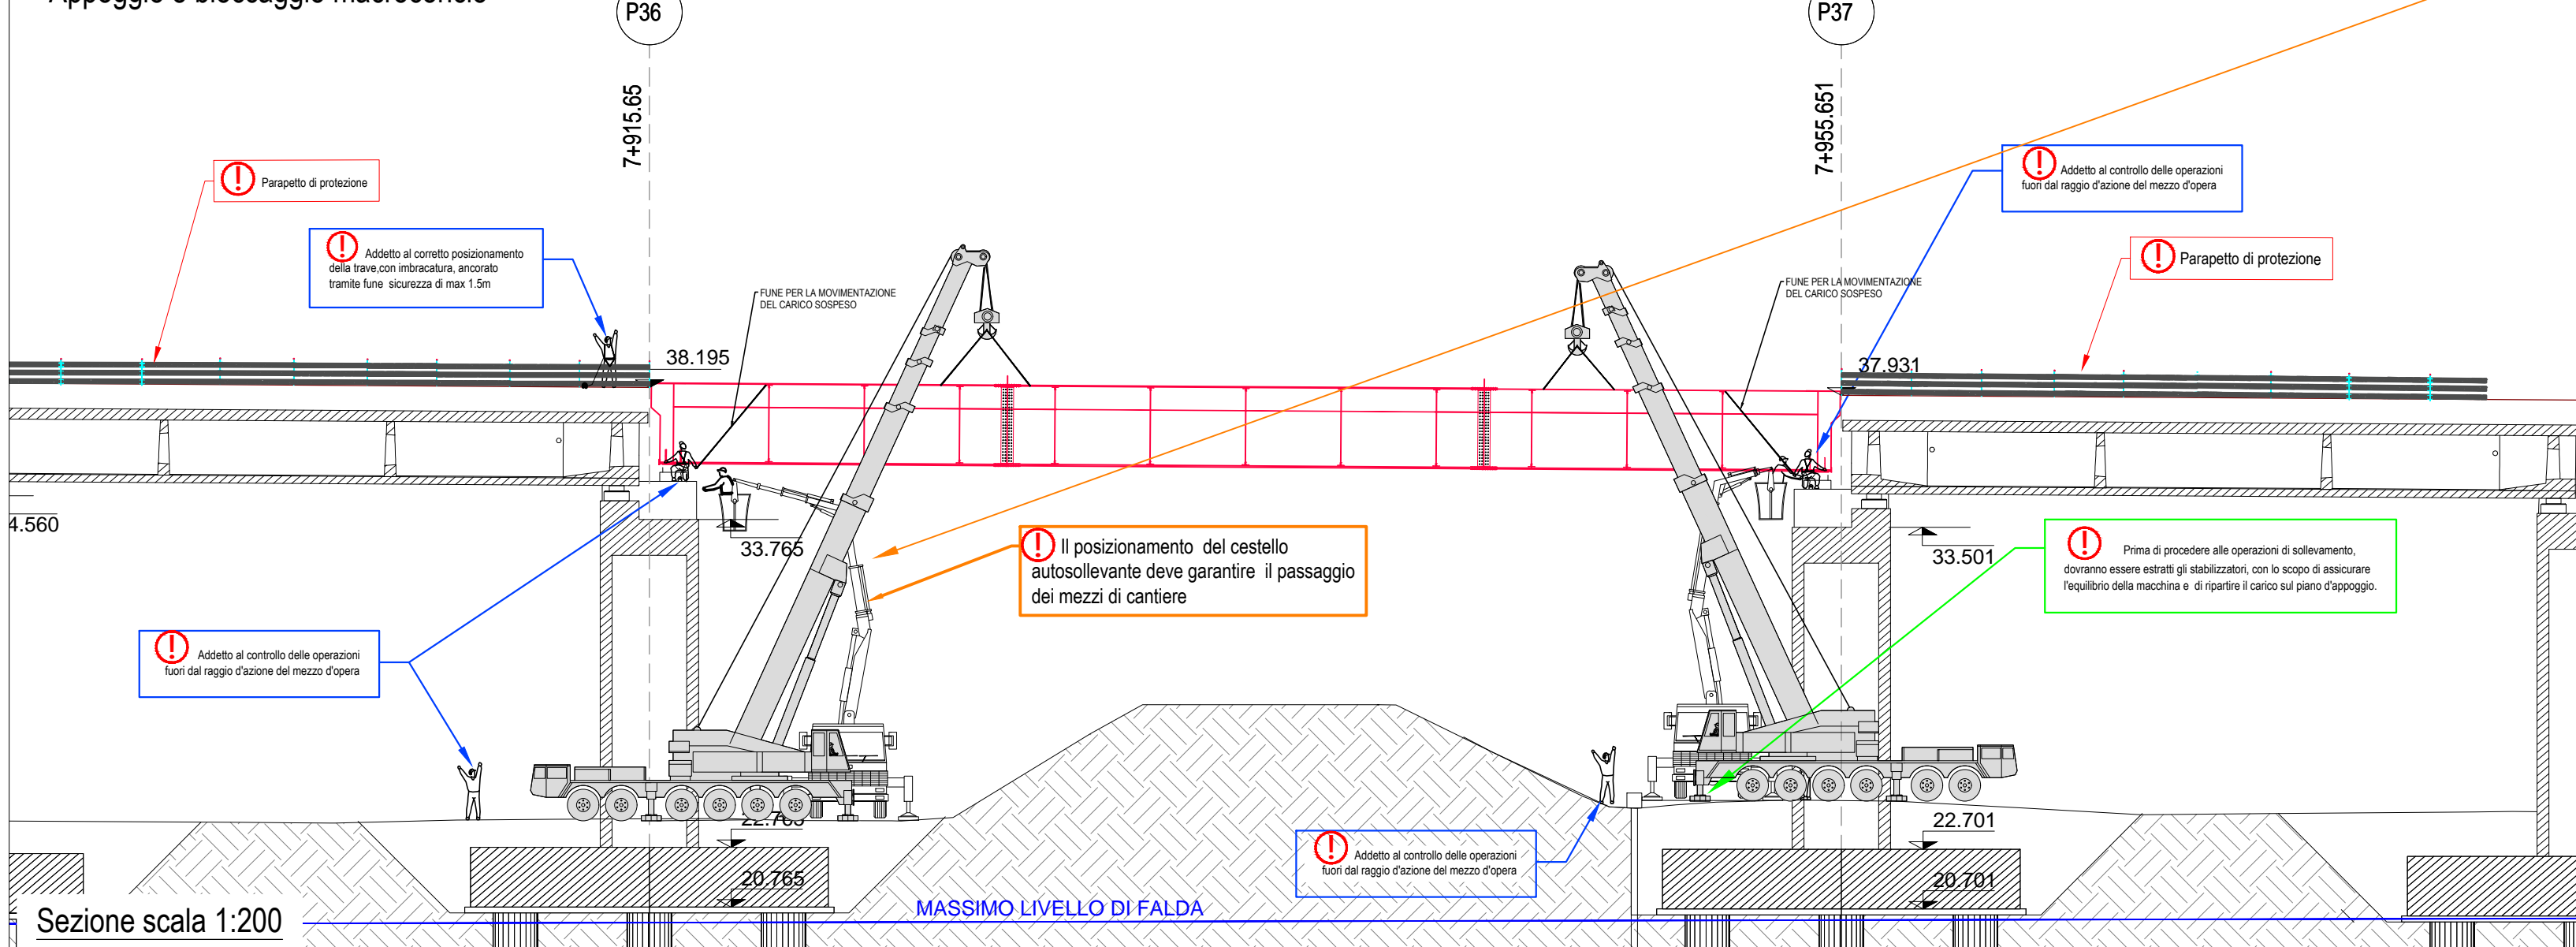 Appoggio e bloccaggio macroconcio
P36
P37
7+915.65
7+955.651
Parapetto di protezione
Addetto al corretto posizionamento
della trave,con imbracatura, ancorato
tramite fune sicurezza di max 1.5m
FUNE PER LA MOVIMENTAZIONE
DEL CARICO SOSPESO
FUNE PER LA MOVIMENTAZIONE
DEL CARICO SOSPESO
Addetto al controllo delle operazioni
fuori dal raggio d'azione del mezzo d'opera
Parapetto di protezione
38.195
37.931
4.560
33.765
33.501
Il posizionamento del cestello
autosollevante deve garantire il passaggio
dei mezzi di cantiere
Prima di procedere alle operazioni di sollevamento,
dovranno essere estratti gli stabilizzatori, con lo scopo di assicurare
l'equilibrio della macchina e di ripartire il carico sul piano d'appoggio.
Addetto al controllo delle operazioni
fuori dal raggio d'azione del mezzo d'opera
22.765
22.701
Addetto al controllo delle operazioni
fuori dal raggio d'azione del mezzo d'opera
20.765
20.701
MASSIMO LIVELLO DI FALDA
Sezione scala 1:200